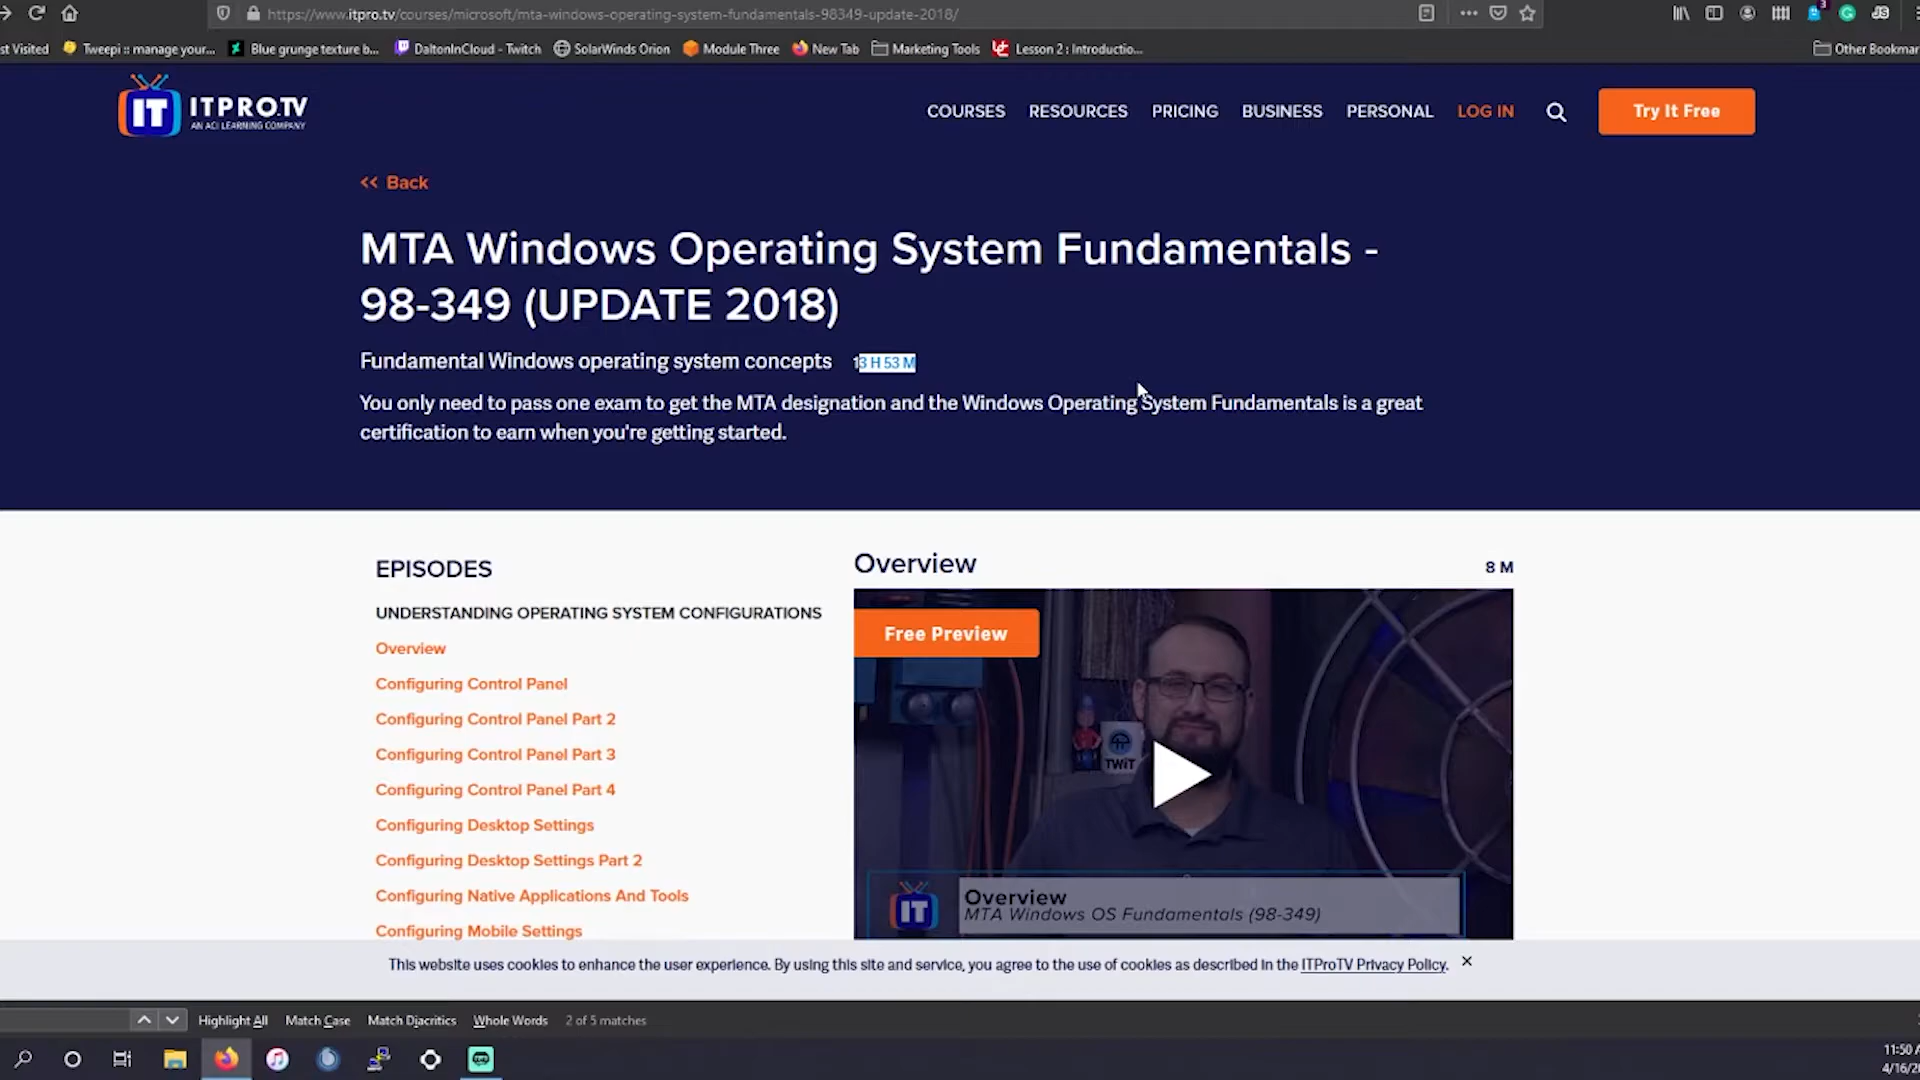 https://www.itpro.tv/courses/microsoft/mta-windows-operating-system-fundamentals-98349-update-2018/
3
JS
st Visited
Tweepi :: manage your...
Blue grunge texture b...
DaltonInCloud - Twitch
SolarWinds Orion
Module Three
New Tab
Marketing Tools
Lesson 2 : Introductio...
Other Bookmar
IT ITPRO.TV
AN ACI LEARNING COMPANY
COURSES
RESOURCES
PRICING
BUSINESS
PERSONAL
LOG IN
Try It Free
<< Back
MTA Windows Operating System Fundamentals -
98-349 (UPDATE 2018)
Fundamental Windows operating system concepts 13 H 53 M
You only need to pass one exam to get the MTA designation and the Windows Operating System Fundamentals is a great
certification to earn when you're getting started.
EPISODES
UNDERSTANDING OPERATING SYSTEM CONFIGURATIONS
Overview
Configuring Control Panel
Configuring Control Panel Part 2
Configuring Control Panel Part 3
Configuring Control Panel Part 4
Configuring Desktop Settings
Configuring Desktop Settings Part 2
Configuring Native Applications And Tools
Configuring Mobile Settings
Overview
8 M
Free Preview
TWiT
IT
Overview
MTA Windows OS Fundamentals (98-349)
This website uses cookies to enhance the user experience. By using this site and service, you agree to the use of cookies as described in the ITProTV Privacy Policy. ×
Highlight All
Match Case
Match Diacritics
Whole Words
2 of 5 matches
11:50 A
4/16/2